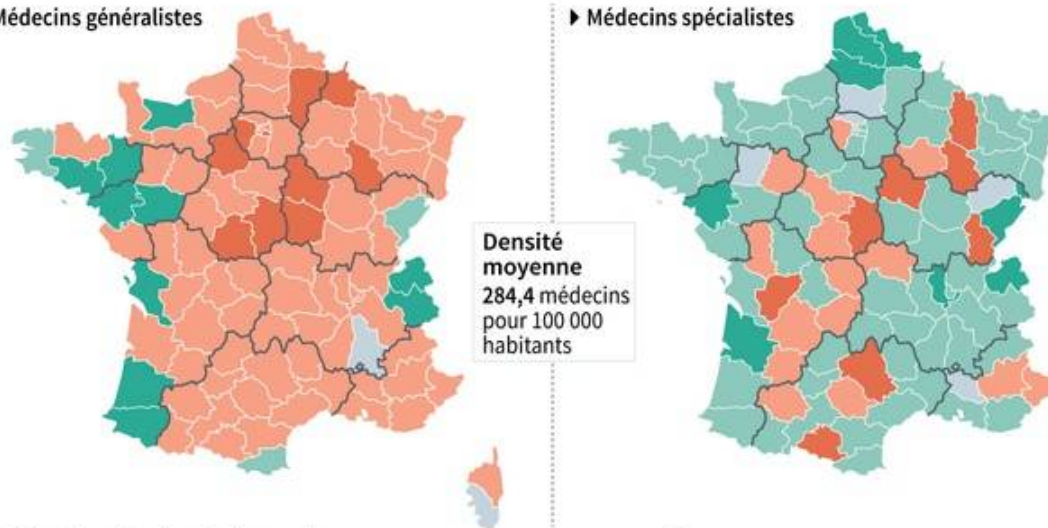 Médecins généralistes
▶ Médecins spécialistes
Densité
moyenne
284,4 médecins
pour 100 000
habitants